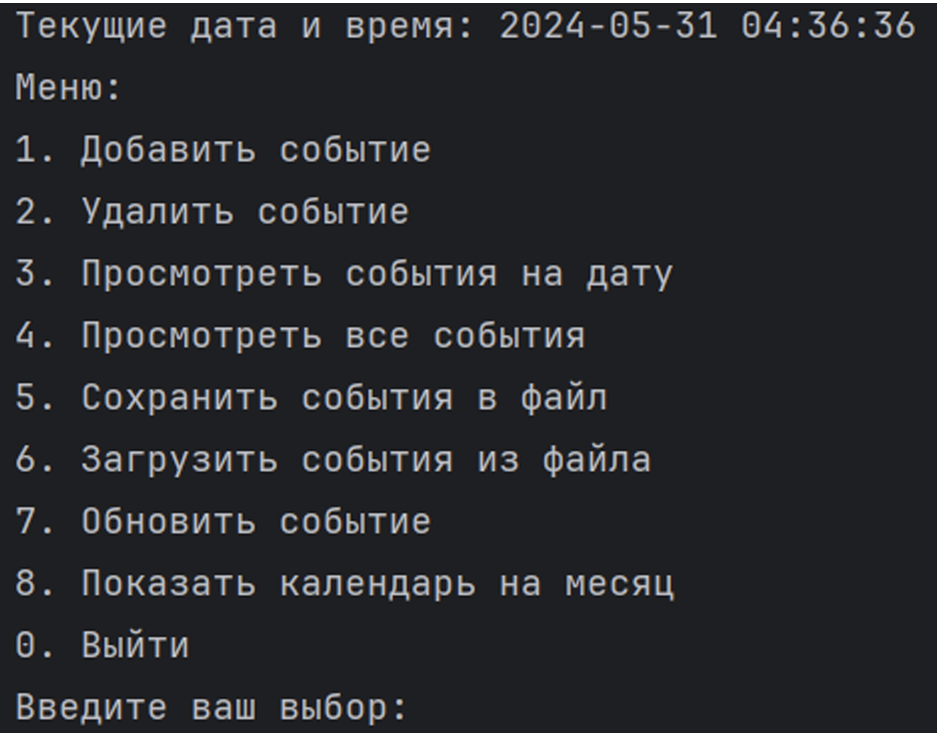 Текущие дата и время: 2024-05-31 04:36:36
Меню:
1. Добавить событие
2. Удалить событие
3. Просмотреть события на дату
4. Просмотреть все события
5. Сохранить события в файл
6. Загрузить события из файла
7. Обновить событие
8. Показать календарь на месяц
0. Выйти
Введите ваш выбор: